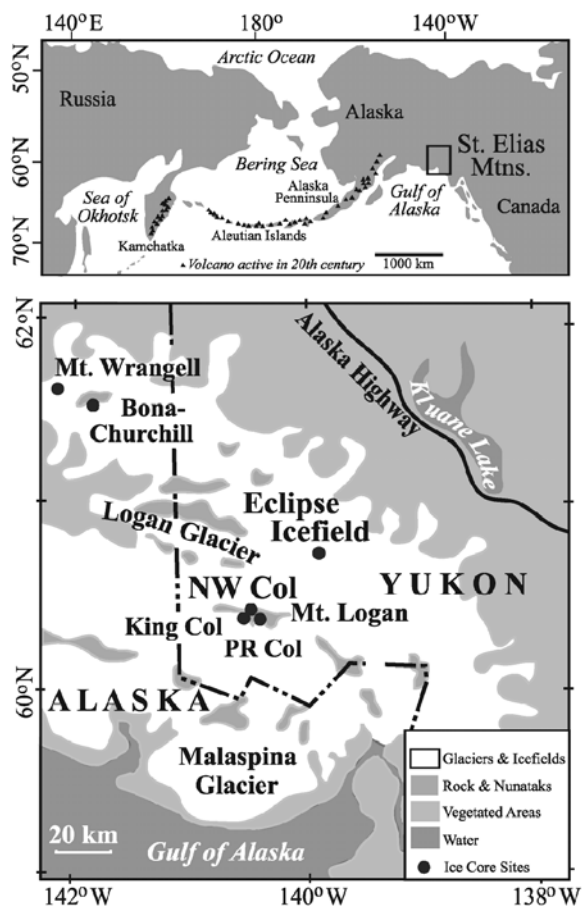 140°E 180° 140°W
Arctic Ocean
50°N
Russia
Alaska
60°N
Bering Sea
St. Elias
Mtns.
Sea of
Okhotsk
Alaska
Penninsula
Gulf of
Alaska
Canada
Kamchatka
Aleutian Islands
70°N
▲Volcano active in 20th century
1000 km
62°N
Mt. Wrangell
Bona-
Churchill
Alaska Highway
Kluane Lake
Logan Glacier
Eclipse
Icefield
YUKON
NW Col
King Col
Mt. Logan
PR Col
60°N
ALASKA
Malaspina
Glacier
20 km
Gulf of Alaska
Glaciers & Icefields
Rock & Nunataks
Vegetated Areas
Water
Ice Core Sites
142°W 140°W 138°W